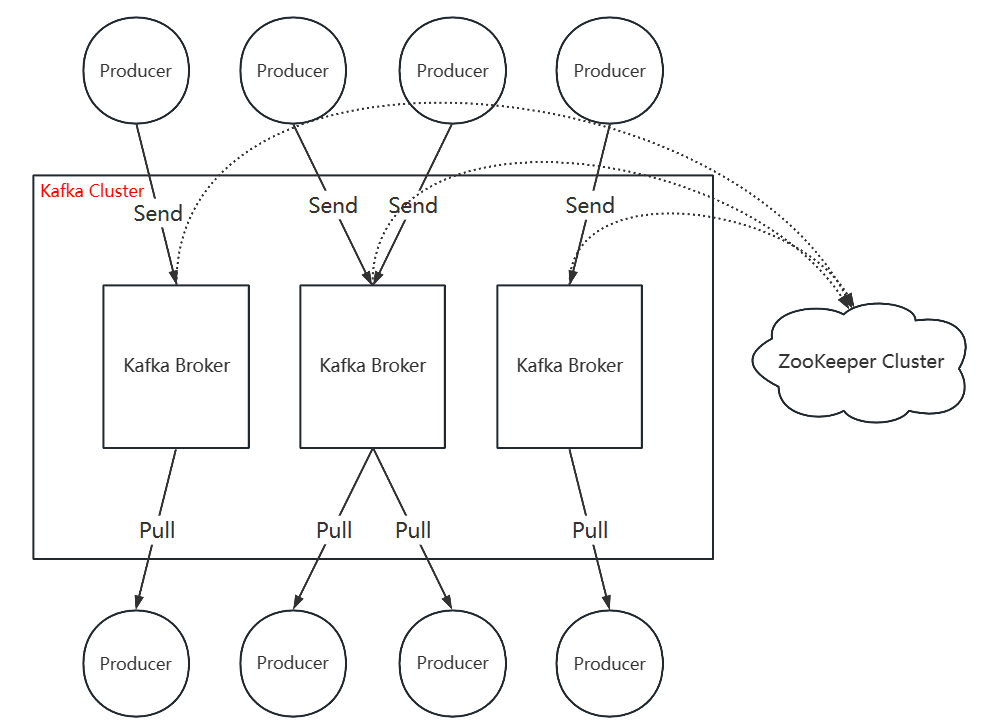 Producer
Producer
Producer
Producer
Kafka Cluster
Send
Send
Send
Send
Kafka Broker
Kafka Broker
Kafka Broker
ZooKeeper Cluster
Pull
Pull
Pull
Pull
Producer
Producer
Producer
Producer